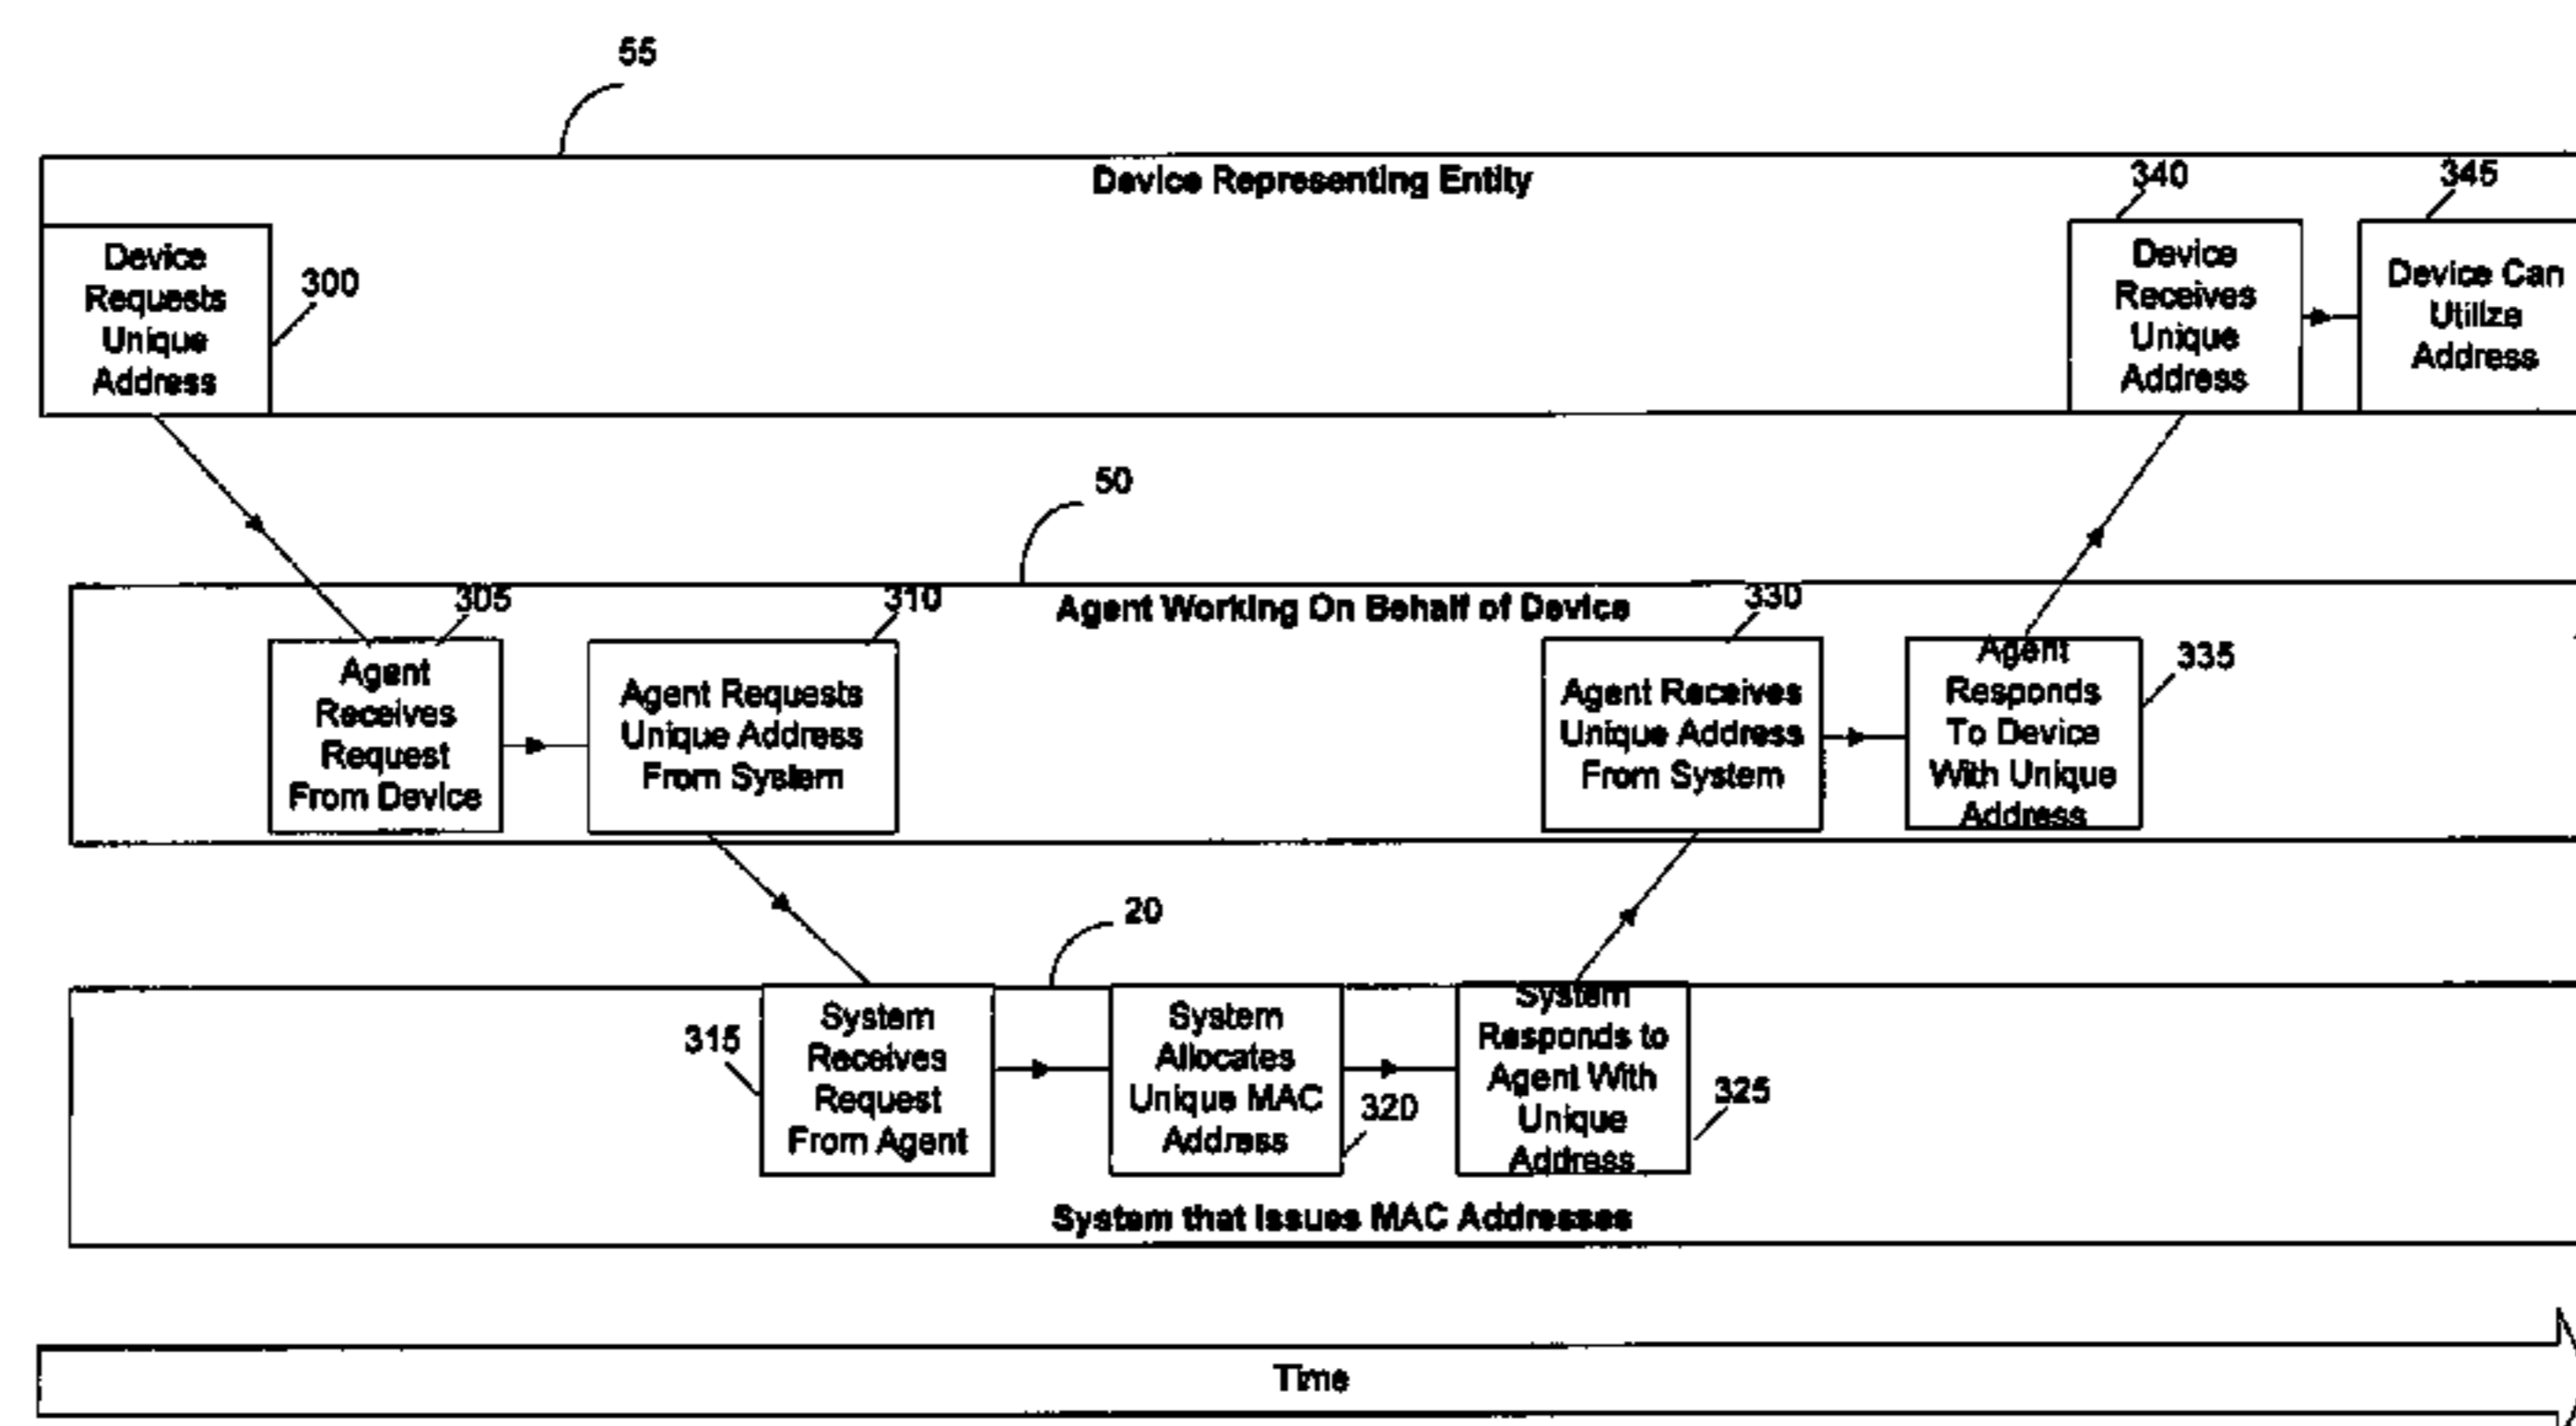 55
Device Representing Entity
340
345
Device
Requests
Unique
Address
300
Device
Receives
Unique
Address
Device Can
Utilize
Address
50
Agent Working On Behalf of Device
305
310
330
335
Agent
Receives
Request
From Device
Agent Requests
Unique Address
From System
Agent Receives
Unique Address
From System
Agent
Responds
To Device
With Unique
Address
20
315
System
Receives
Request
From Agent
System
Allocates
Unique MAC
Address
320
System
Responds to
Agent With
Unique
Address
325
System that Issues MAC Addresses
Time